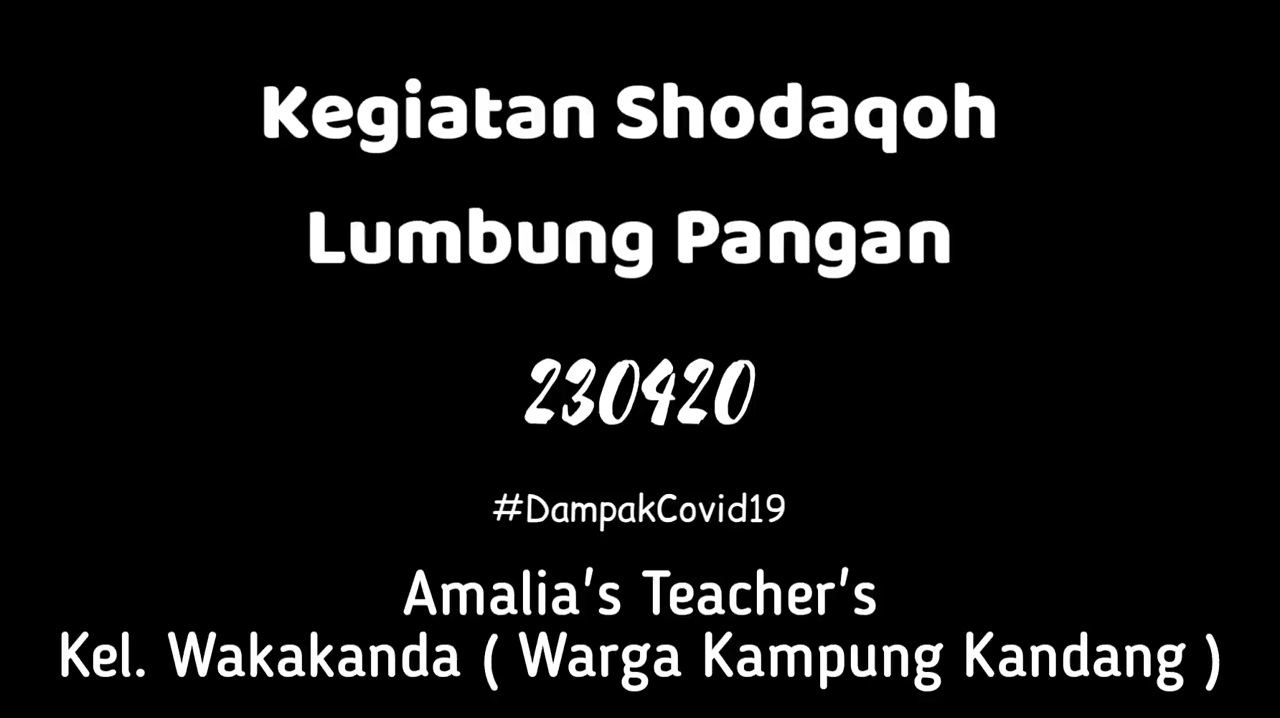 Kegiatan Shodaqoh
Lumbung Pangan
230420
#DampakCovid19
Amalia's Teacher's
Kel. Wakakanda ( Warga Kampung Kandang )